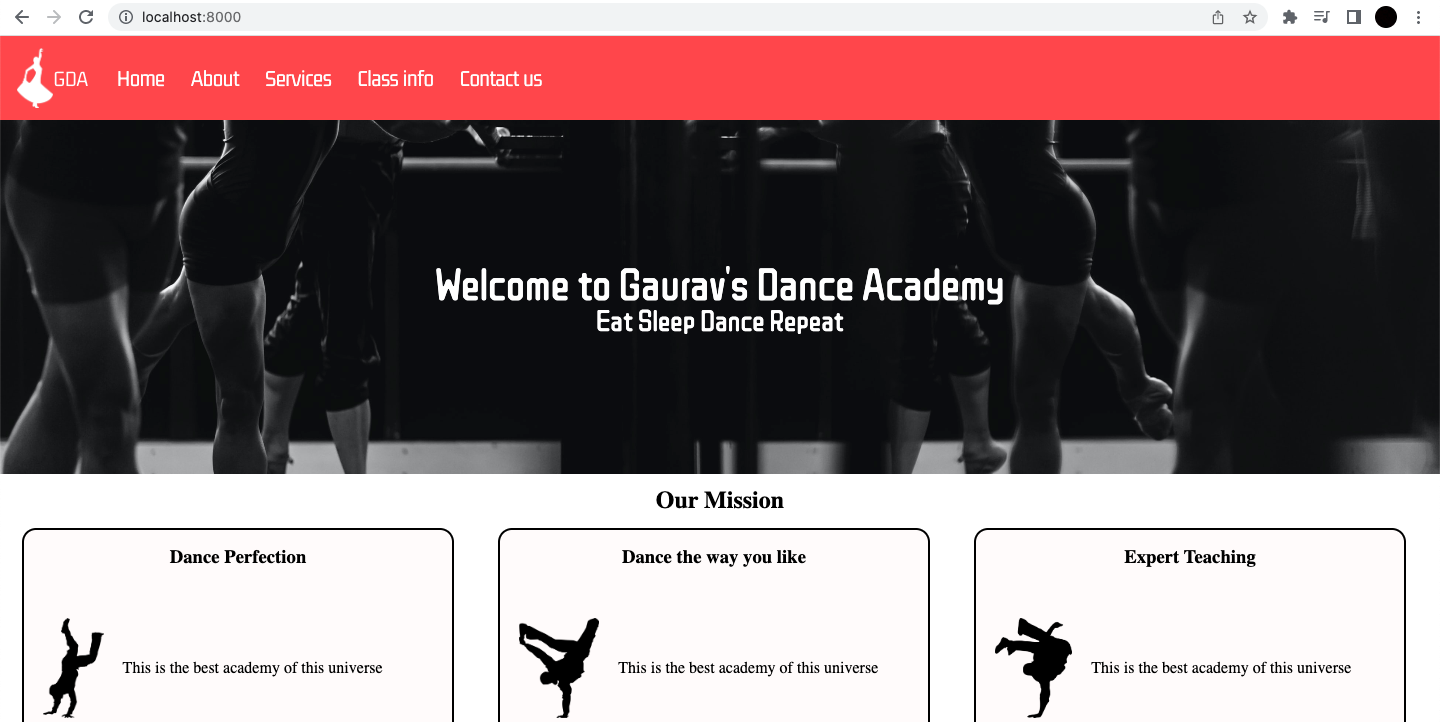 localhost:8000
GDA Home About Services Class info Contact us
Welcome to Gaurav's Dance Academy
Eat Sleep Dance Repeat
Our Mission
Dance Perfection
This is the best academy of this universe
Dance the way you like
This is the best academy of this universe
Expert Teaching
This is the best academy of this universe